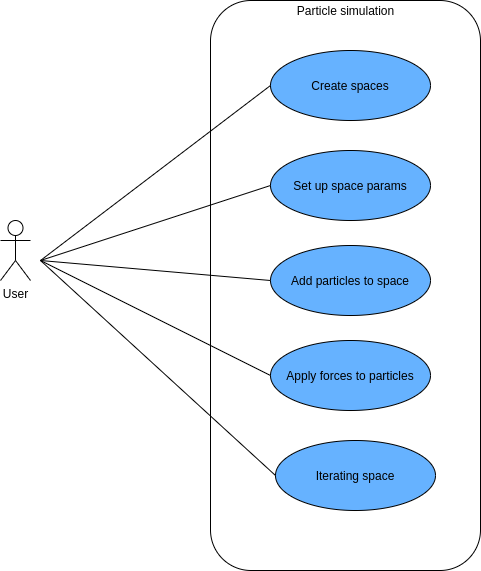 Particle simulation
Create spaces
Set up space params
Add particles to space
User
Apply forces to particles
Iterating space